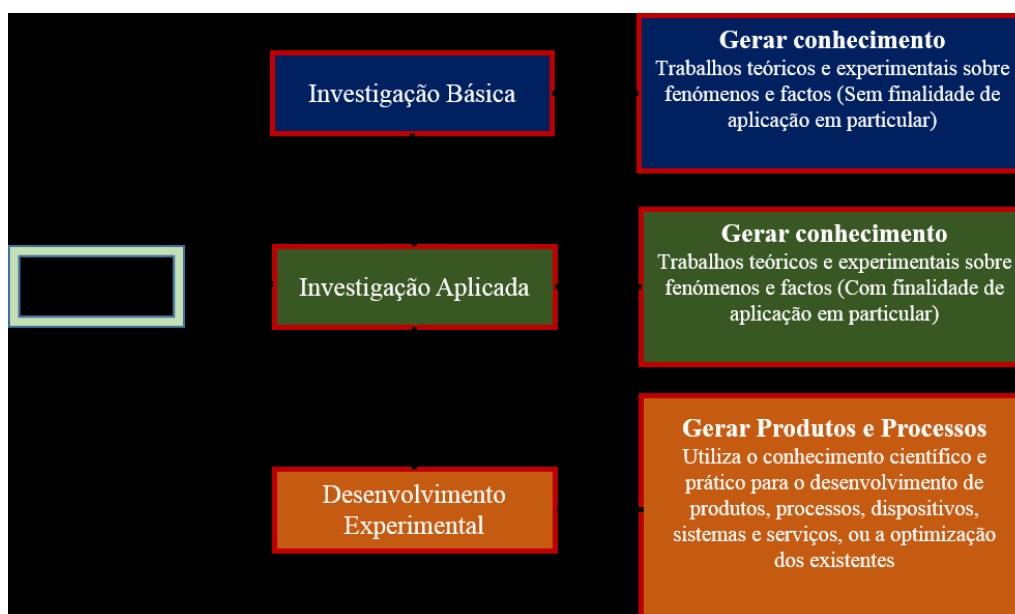 Investigação Básica
Gerar conhecimento
Trabalhos teóricos e experimentais sobre
fenómenos e factos (Sem finalidade de
aplicação em particular)
Investigação Aplicada
Gerar conhecimento
Trabalhos teóricos e experimentais sobre
fenómenos e factos (Com finalidade de
aplicação em particular)
Desenvolvimento
Experimental
Gerar Produtos e Processos
Utiliza o conhecimento científico e
prático para o desenvolvimento de
produtos, processos, dispositivos,
sistemas e serviços, ou a optimização
dos existentes